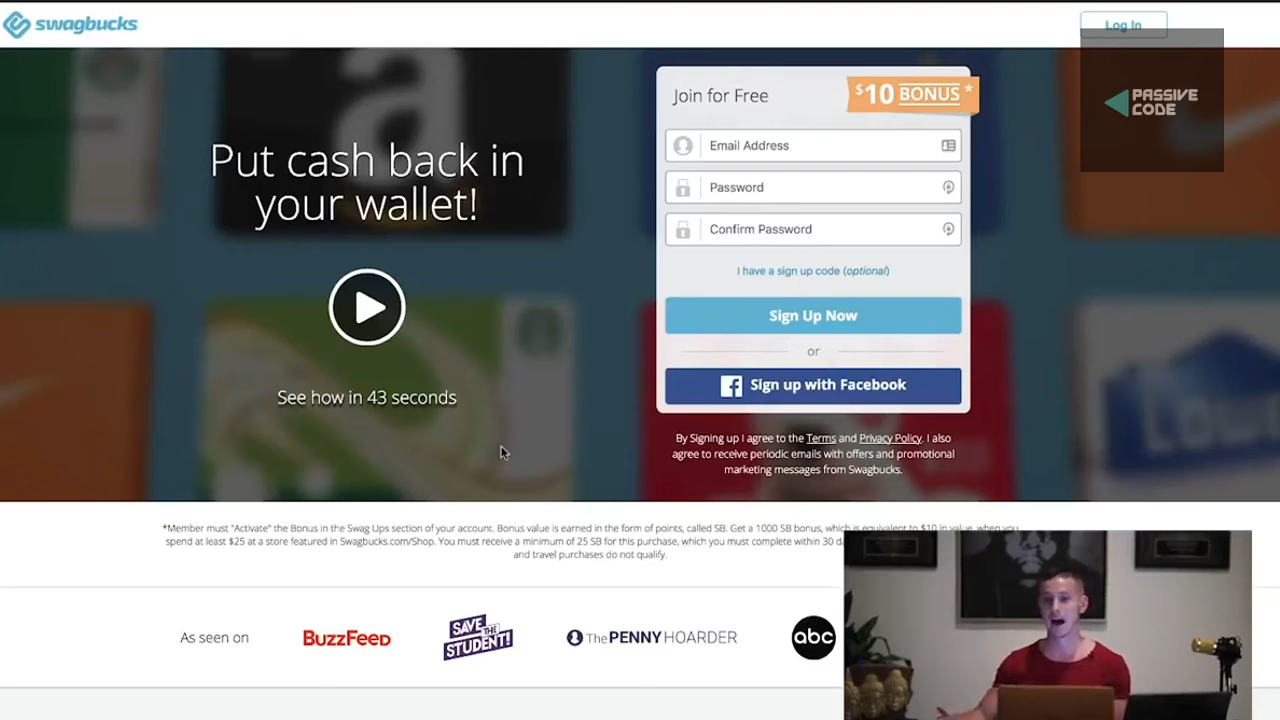 swagbucks
Log In
PASSIVE
CODE
Join for Free
$10 BONUS*
Put cash back in
your wallet!
Email Address
Password
Confirm Password
I have a sign up code (optional)
Sign Up Now
or
Sign up with Facebook
See how in 43 seconds
By Signing up I agree to the Terms and Privacy Policy. I also
agree to receive periodic emails with offers and promotional
marketing messages from Swagbucks.
*Member must "Activate" the Bonus in the Swag Ups section of your account. Bonus value is earned in the form of points, called SB. Get a 1000 SB bonus, which is equivalent to $10 in value, when you
spend at least $25 at a store featured in Swagbucks.com/Shop. You must receive a minimum of 25 SB for this purchase, which you must complete within 30
and travel purchases do not qualify.
As seen on
BuzzFeed
SAVE THE
STUDENT!
The PENNY HOARDER
abc